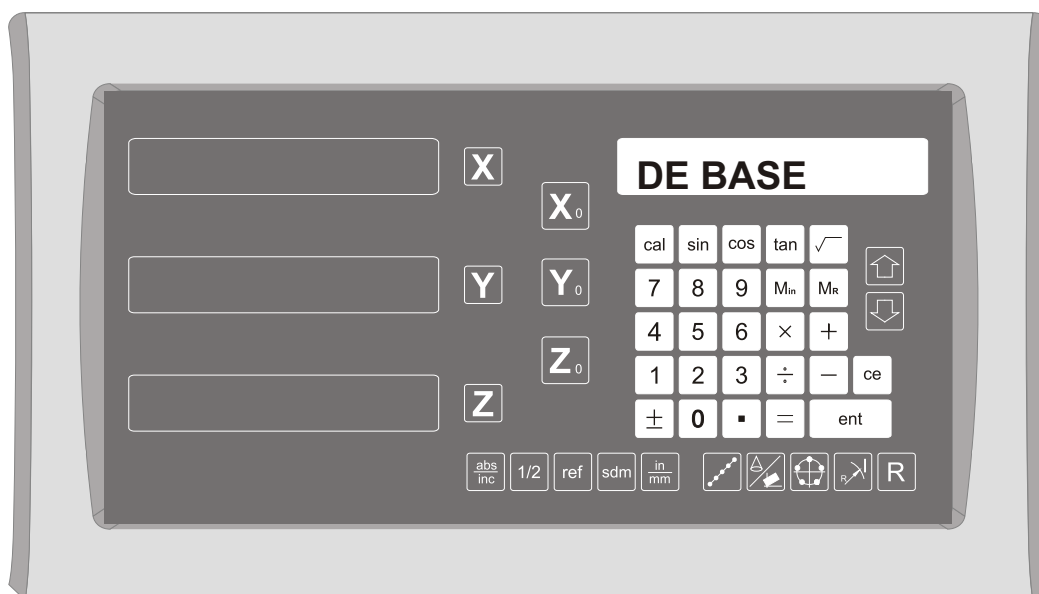 X
DE BASE
X0
cal sin cos tan √
Y
Y0
7 8 9 Min MR
4 5 6 × +
Z0
1 2 3 ÷ − ce
Z
± 0 . = ent
abs
inc
1/2 ref sdm
in
mm
R
R